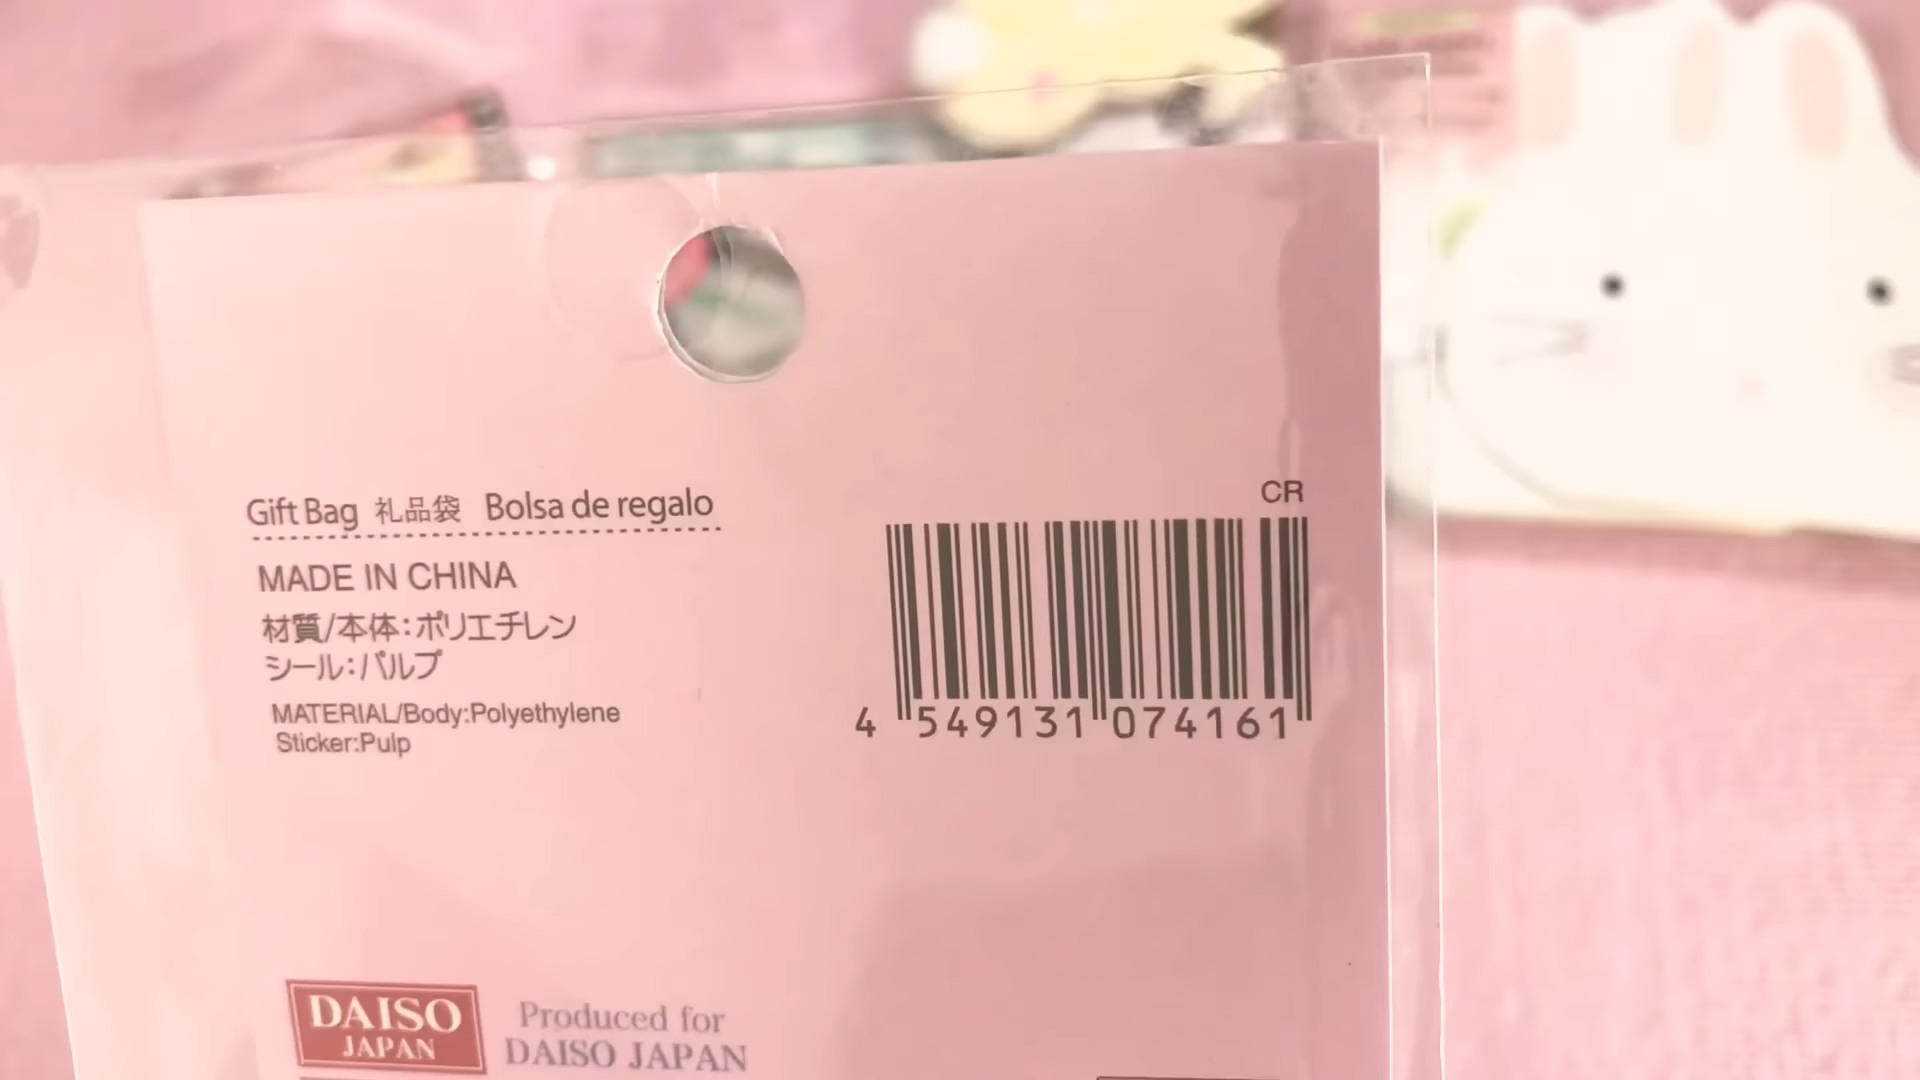 Gift Bag 礼品袋 Bolsa de regalo
MADE IN CHINA
材質/本体:ポリエチレン
シール:パルプ
MATERIAL/Body:Polyethylene
Sticker:Pulp
CR
4 549131 074161
DAISO
JAPAN
Produced for
DAISO JAPAN